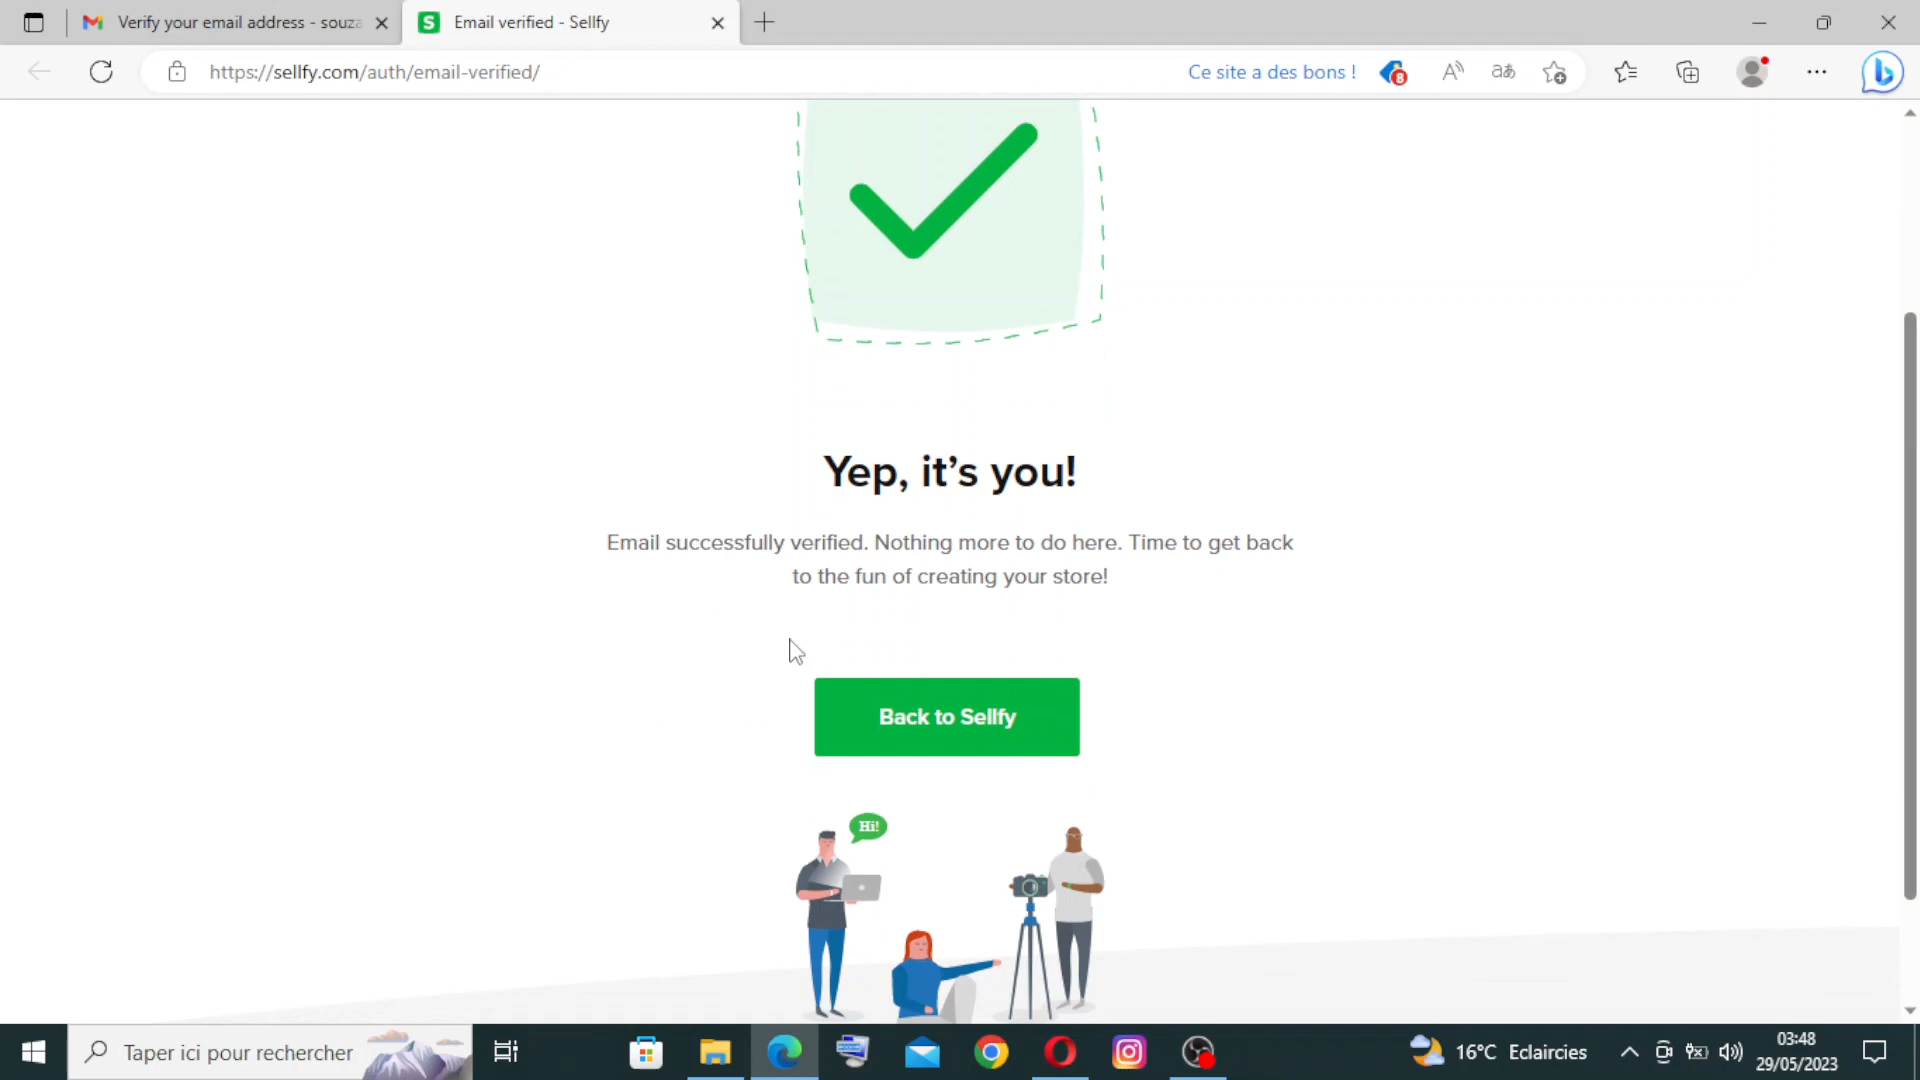 Verify your email address - souza
Email verified - Sellfy
https://sellfy.com/auth/email-verified/
Ce site a des bons !
8
Yep, it's you!
Email successfully verified. Nothing more to do here. Time to get back
to the fun of creating your store!
Back to Sellfy
Hi!
Taper ici pour rechercher
16°C Eclaircies
03:48
29/05/2023